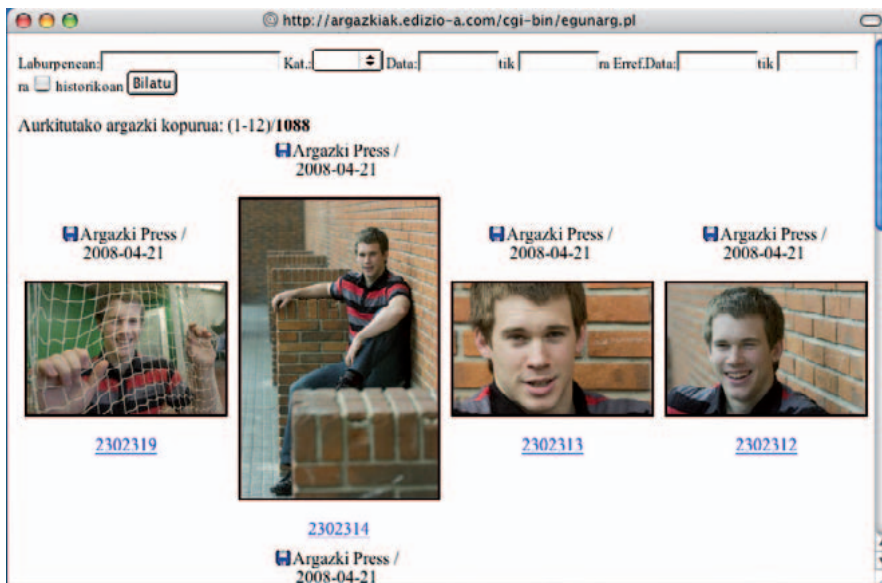 http://argazkiak.edizio-a.com/cgi-bin/egunarg.pl
Laburpenean: Kat.: Data: tik ra Erref.Data: tik
ra historikoan Bilatu
Aurkitutako argazki kopurua: (1-12)/1088
Argazki Press /
2008-04-21
2302319
Argazki Press /
2008-04-21
2302314
Argazki Press /
2008-04-21
2302313
Argazki Press /
2008-04-21
2302312
Argazki Press /
2008-04-21